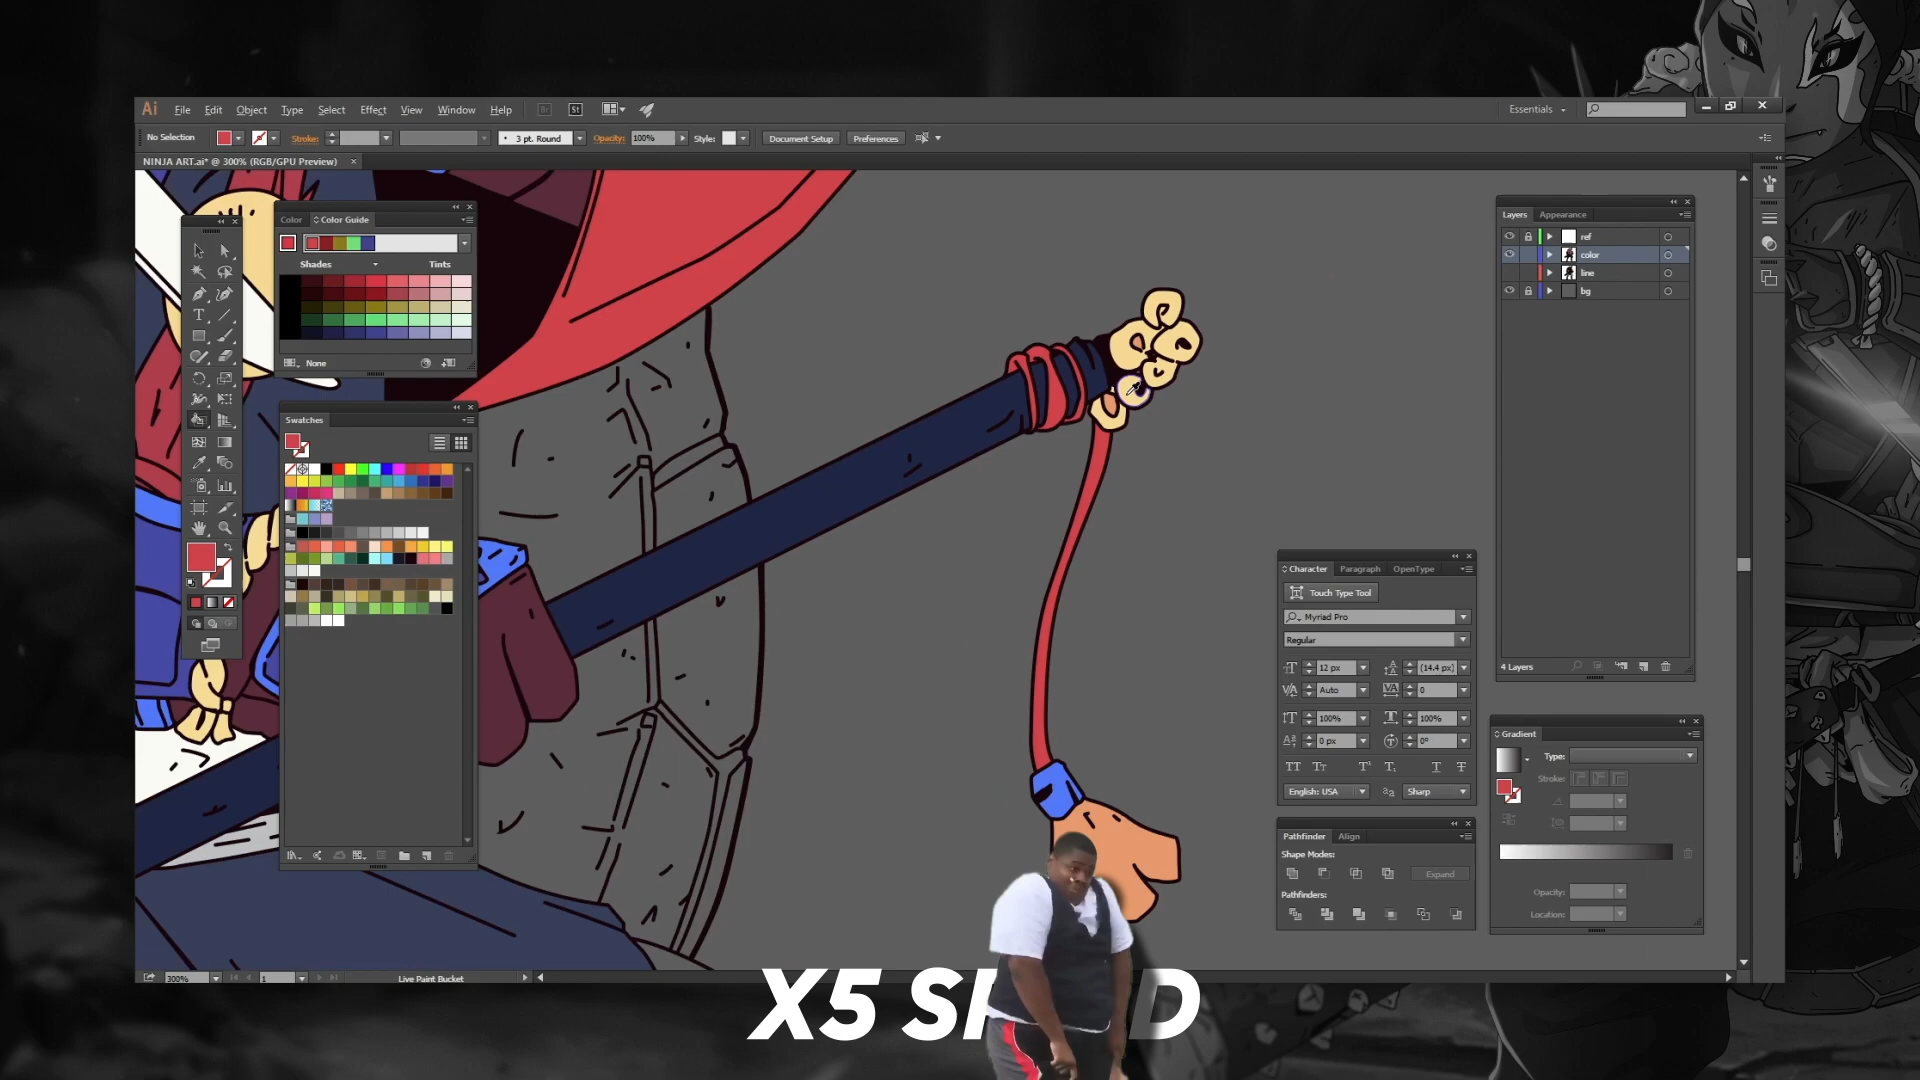 Ai File Edit Object Type Select Effect View Window Help Br St Essentials
No Selection Stroke: 3 pt. Round Opacity: 100% Style: Document Setup Preferences
NINJA ART.ai* @ 300% (RGB/GPU Preview)
Color Color Guide
Shades Tints
None
Swatches
Layers Appearance
ref
color
line
bg
4 Layers
Character Paragraph OpenType
Touch Type Tool
Myriad Pro
Regular
12 px (14.4 px)
Auto 0
100% 100%
0 px 0°
English: USA Sharp
Pathfinder Align
Shape Modes:
Expand
Pathfinders:
Gradient
Type:
Stroke:
Opacity:
Location:
300% 1 Live Paint Bucket
X5